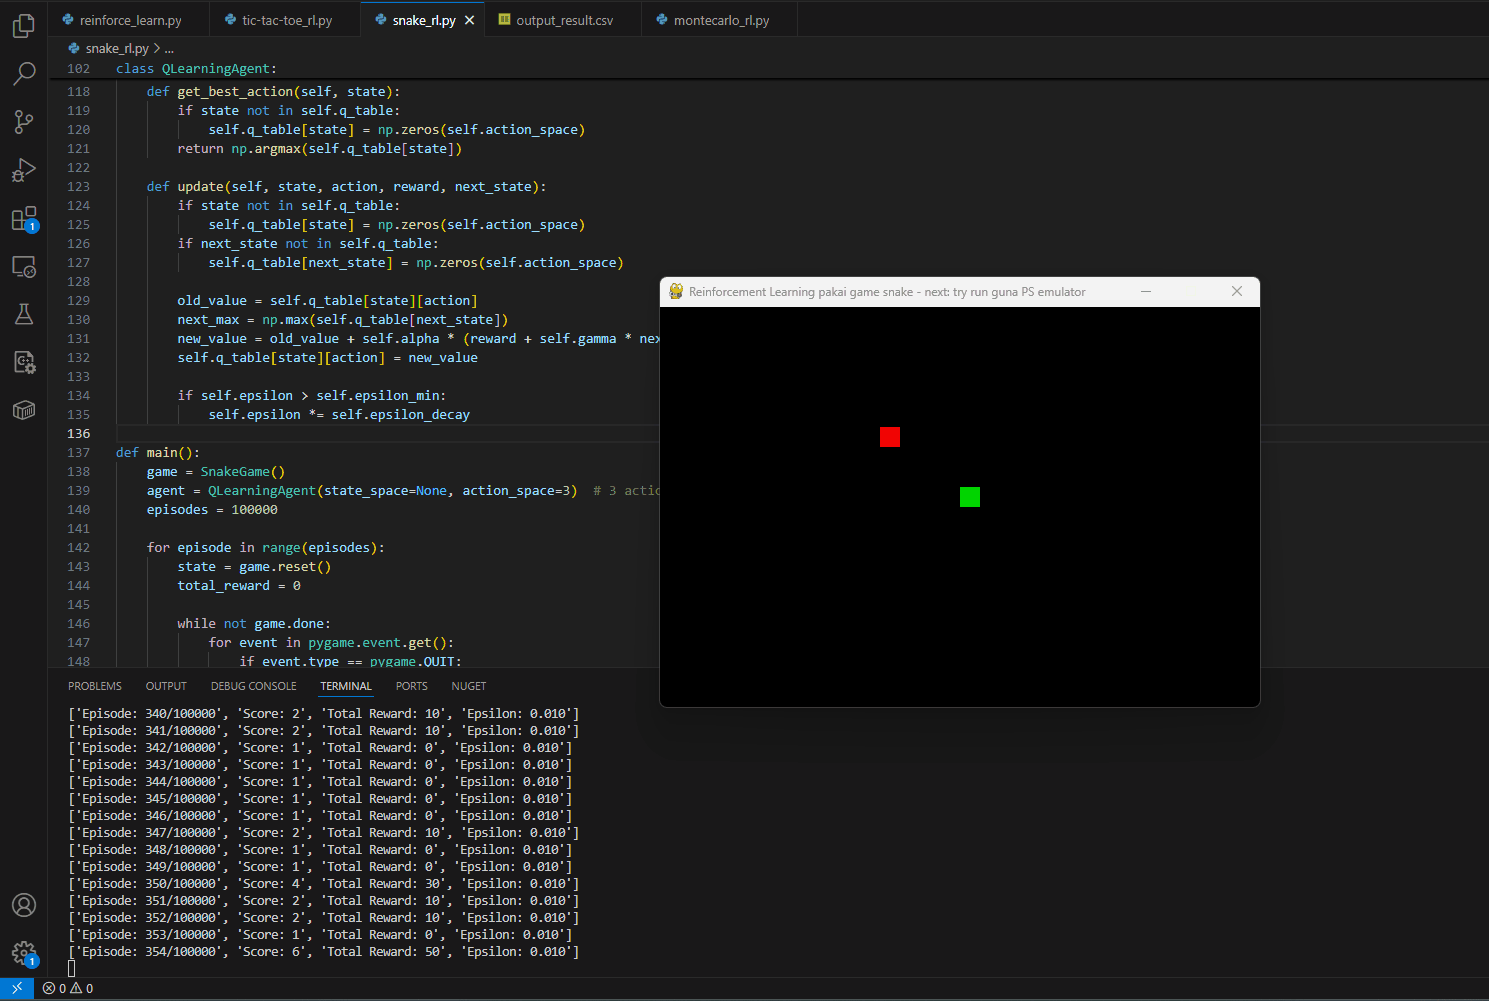 reinforce_learn.py
tic-tac-toe_rl.py
snake_rl.py
output_result.csv
montecarlo_rl.py
snake_rl.py > ...
102 class QLearningAgent:
118 def get_best_action(self, state):
119 if state not in self.q_table:
120 self.q_table[state] = np.zeros(self.action_space)
121 return np.argmax(self.q_table[state])
122
123 def update(self, state, action, reward, next_state):
124 if state not in self.q_table:
125 self.q_table[state] = np.zeros(self.action_space)
126 if next_state not in self.q_table:
127 self.q_table[next_state] = np.zeros(self.action_space)
128
129 old_value = self.q_table[state][action]
130 next_max = np.max(self.q_table[next_state])
131 new_value = old_value + self.alpha * (reward + self.gamma * nex
132 self.q_table[state][action] = new_value
133
134 if self.epsilon > self.epsilon_min:
135 self.epsilon *= self.epsilon_decay
136
137 def main():
138 game = SnakeGame()
139 agent = QLearningAgent(state_space=None, action_space=3) # 3 actio
140 episodes = 100000
141
142 for episode in range(episodes):
143 state = game.reset()
144 total_reward = 0
145
146 while not game.done:
147 for event in pygame.event.get():
148 if event.type == pygame.QUIT:
Reinforcement Learning pakai game snake - next: try run guna PS emulator
PROBLEMS OUTPUT DEBUG CONSOLE TERMINAL PORTS NUGET
['Episode: 340/100000', 'Score: 2', 'Total Reward: 10', 'Epsilon: 0.010']
['Episode: 341/100000', 'Score: 2', 'Total Reward: 10', 'Epsilon: 0.010']
['Episode: 342/100000', 'Score: 1', 'Total Reward: 0', 'Epsilon: 0.010']
['Episode: 343/100000', 'Score: 1', 'Total Reward: 0', 'Epsilon: 0.010']
['Episode: 344/100000', 'Score: 1', 'Total Reward: 0', 'Epsilon: 0.010']
['Episode: 345/100000', 'Score: 1', 'Total Reward: 0', 'Epsilon: 0.010']
['Episode: 346/100000', 'Score: 1', 'Total Reward: 0', 'Epsilon: 0.010']
['Episode: 347/100000', 'Score: 2', 'Total Reward: 10', 'Epsilon: 0.010']
['Episode: 348/100000', 'Score: 1', 'Total Reward: 0', 'Epsilon: 0.010']
['Episode: 349/100000', 'Score: 1', 'Total Reward: 0', 'Epsilon: 0.010']
['Episode: 350/100000', 'Score: 4', 'Total Reward: 30', 'Epsilon: 0.010']
['Episode: 351/100000', 'Score: 2', 'Total Reward: 10', 'Epsilon: 0.010']
['Episode: 352/100000', 'Score: 2', 'Total Reward: 10', 'Epsilon: 0.010']
['Episode: 353/100000', 'Score: 1', 'Total Reward: 0', 'Epsilon: 0.010']
['Episode: 354/100000', 'Score: 6', 'Total Reward: 50', 'Epsilon: 0.010']
1
1
0 0